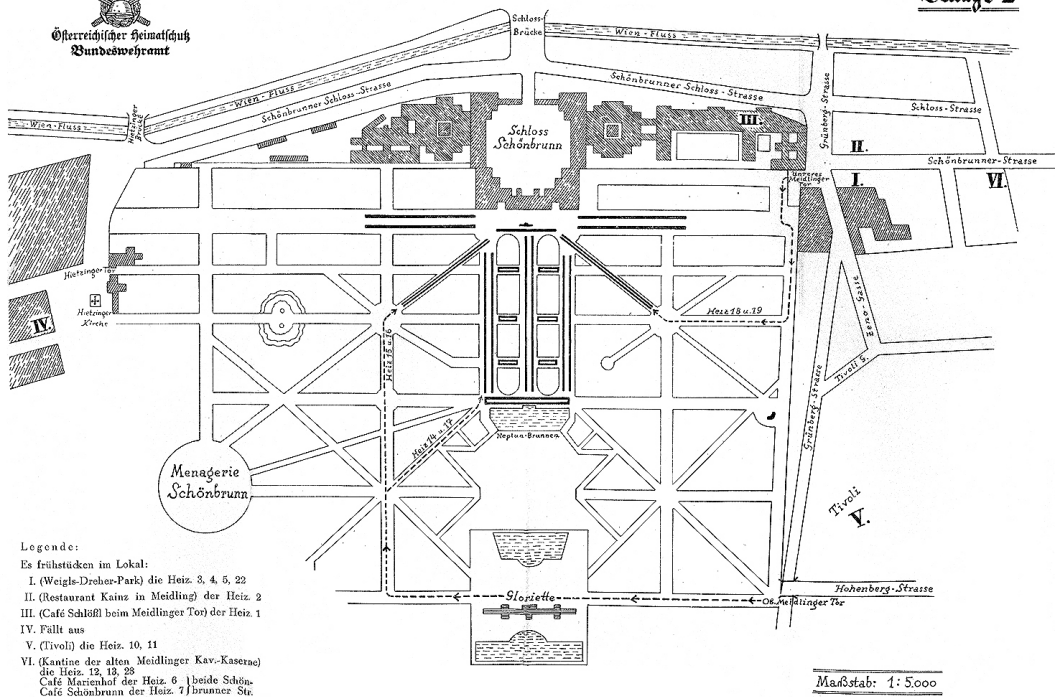 Beilage 2
Österreichischer Heimatschutz
Bundeswehramt
Schloss-
Brücke
Wien-Fluss
Wien-Fluss
Wien-Fluss
Hietzinger
Brücke
Schönbrunner Schloss-Strasse
Schönbrunner Schloss-Strasse
Grünberg-Strasse
Schloss-Strasse
Schönbrunner-Strasse
Schloss
Schönbrunn
III.
II.
I.
VI.
Unteres
Meidlinger
Tor
Hietzinger Tor
Hietzinger
Kirche
IV.
Heiz 15 u. 16
Heiz 18 u. 19
Heiz 14 u. 17
Zeno-Gasse
Tivoli G.
Grünberg-Strasse
Neptun-Brunnen
Menagerie
Schönbrunn
Tivoli
V.
Gloriette
Hohenberg-Strasse
Ob. Meidlinger Tor
Legende:
Es frühstücken im Lokal:
I. (Weigls-Dreher-Park) die Heiz. 3, 4, 5, 22
II. (Restaurant Kainz in Meidling) der Heiz. 2
III. (Café Schlößl beim Meidlinger Tor) der Heiz. 1
IV. Fällt aus
V. (Tivoli) die Heiz. 10, 11
VI. (Kantine der alten Meidlinger Kav.-Kaserne)
die Heiz. 12, 13, 23
Café Marienhof der Heiz. 6 } beide Schön-
Café Schönbrunn der Heiz. 7 } brunner Str.
Maßstab: 1:5.000